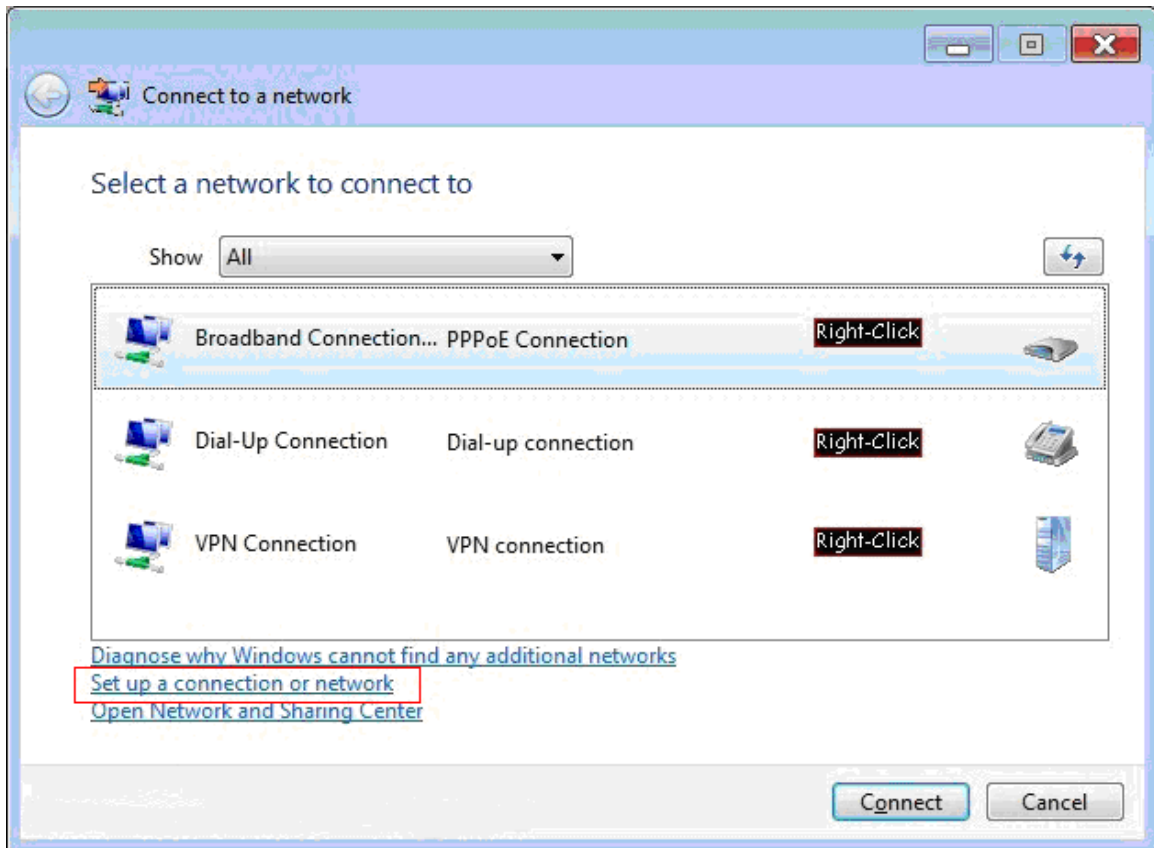 Connect to a network
Select a network to connect to
Show All
Broadband Connection... PPPoE Connection Right-Click
Dial-Up Connection Dial-up connection Right-Click
VPN Connection VPN connection Right-Click
Diagnose why Windows cannot find any additional networks
Set up a connection or network
Open Network and Sharing Center
Connect Cancel